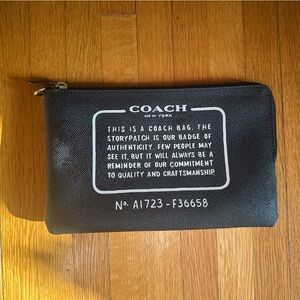 COACH
NEW YORK
THIS IS A COACH BAG. THE
STORYPATCH IS OUR BADGE OF
AUTHENTICITY. FEW PEOPLE MAY
SEE IT, BUT IT WILL ALWAYS BE A
REMINDER OF OUR COMMITMENT
TO QUALITY AND CRAFTSMANSHIP.
Nº A1723-F36658